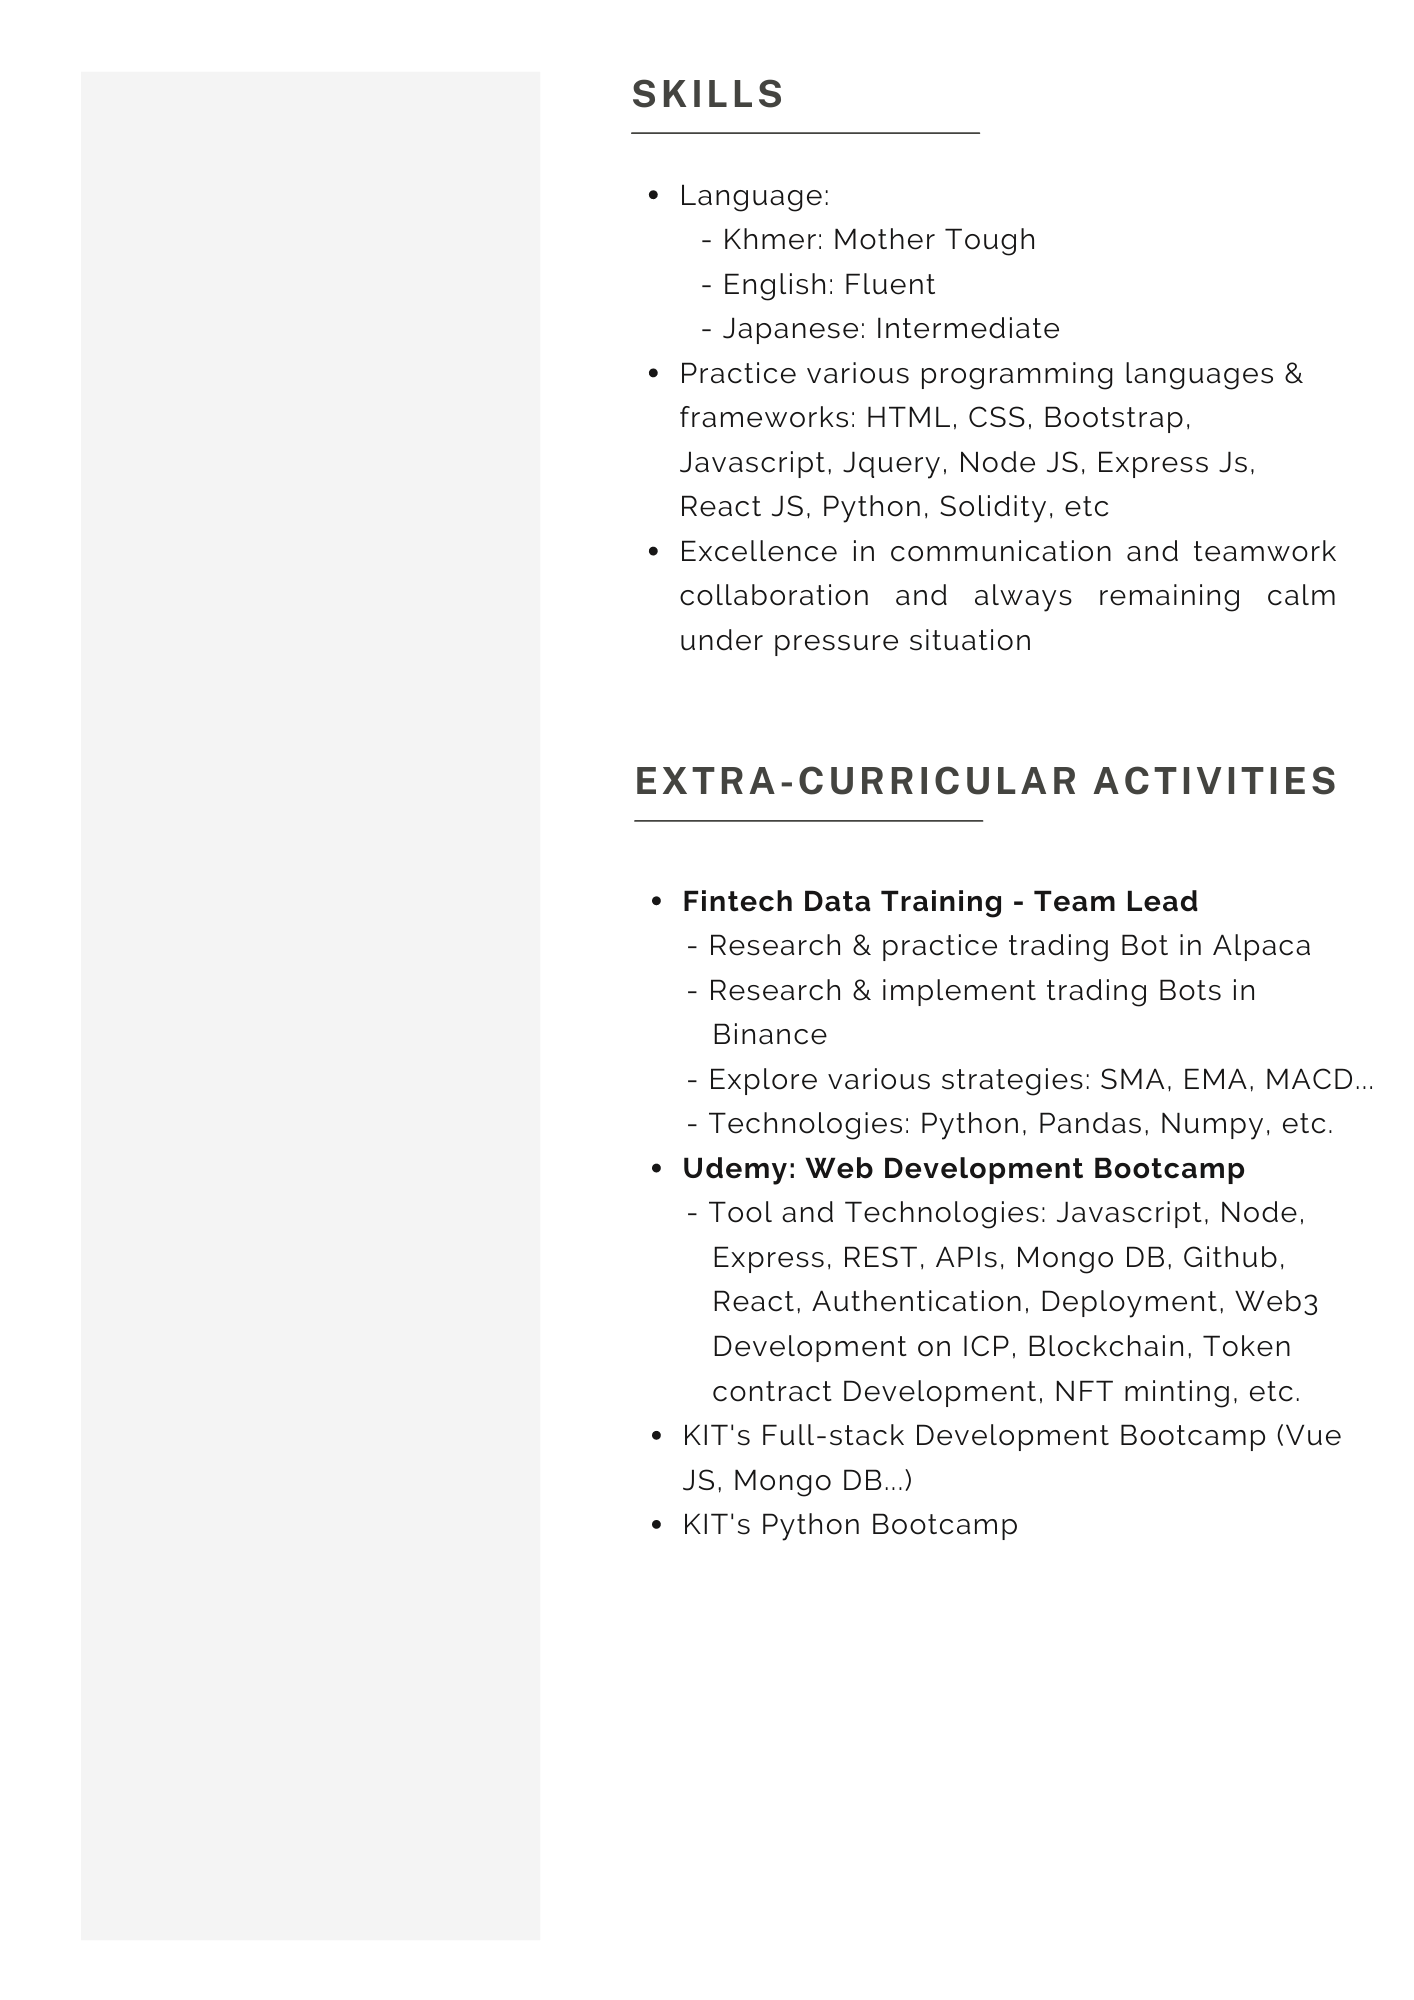 SKILLS
• Language:
- Khmer: Mother Tough
- English: Fluent
- Japanese: Intermediate
• Practice various programming languages &
frameworks: HTML, CSS, Bootstrap,
Javascript, Jquery, Node JS, Express Js,
React JS, Python, Solidity, etc
• Excellence in communication and teamwork
collaboration and always remaining calm
under pressure situation
EXTRA-CURRICULAR ACTIVITIES
• Fintech Data Training - Team Lead
- Research & practice trading Bot in Alpaca
- Research & implement trading Bots in
Binance
- Explore various strategies: SMA, EMA, MACD...
- Technologies: Python, Pandas, Numpy, etc.
• Udemy: Web Development Bootcamp
- Tool and Technologies: Javascript, Node,
Express, REST, APIs, Mongo DB, Github,
React, Authentication, Deployment, Web3
Development on ICP, Blockchain, Token
contract Development, NFT minting, etc.
• KIT's Full-stack Development Bootcamp (Vue
JS, Mongo DB...)
• KIT's Python Bootcamp